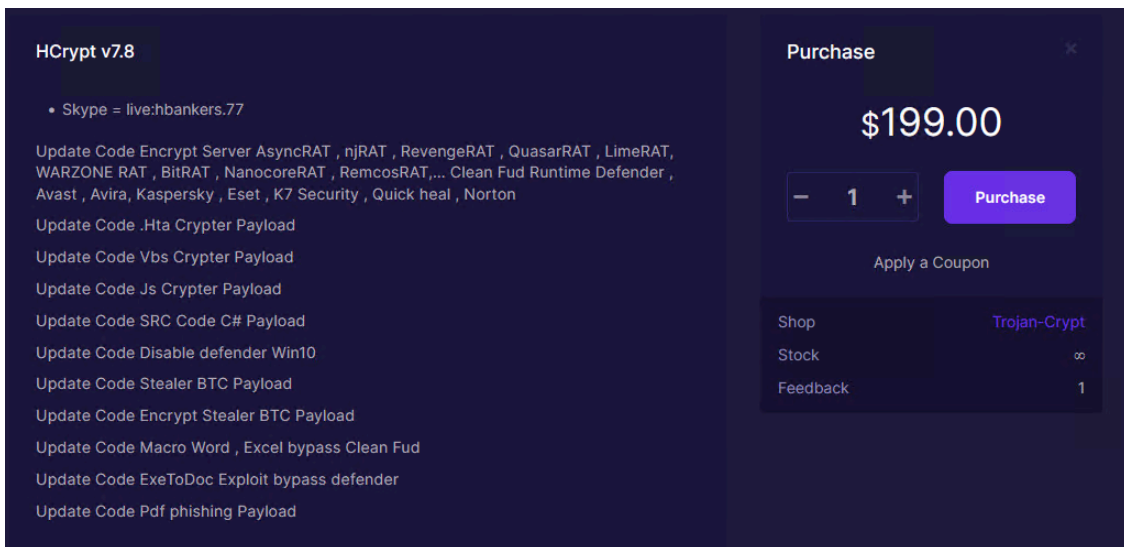 HCrypt v7.8
• Skype = live:hbankers.77
Update Code Encrypt Server AsyncRAT , njRAT , RevengeRAT , QuasarRAT , LimeRAT,
WARZONE RAT , BitRAT , NanocoreRAT , RemcosRAT,... Clean Fud Runtime Defender ,
Avast , Avira, Kaspersky , Eset , K7 Security , Quick heal , Norton
Update Code .Hta Crypter Payload
Update Code Vbs Crypter Payload
Update Code Js Crypter Payload
Update Code SRC Code C# Payload
Update Code Disable defender Win10
Update Code Stealer BTC Payload
Update Code Encrypt Stealer BTC Payload
Update Code Macro Word , Excel bypass Clean Fud
Update Code ExeToDoc Exploit bypass defender
Update Code Pdf phishing Payload
Purchase ×
$199.00
− 1 + Purchase
Apply a Coupon
Shop Trojan-Crypt
Stock ∞
Feedback 1